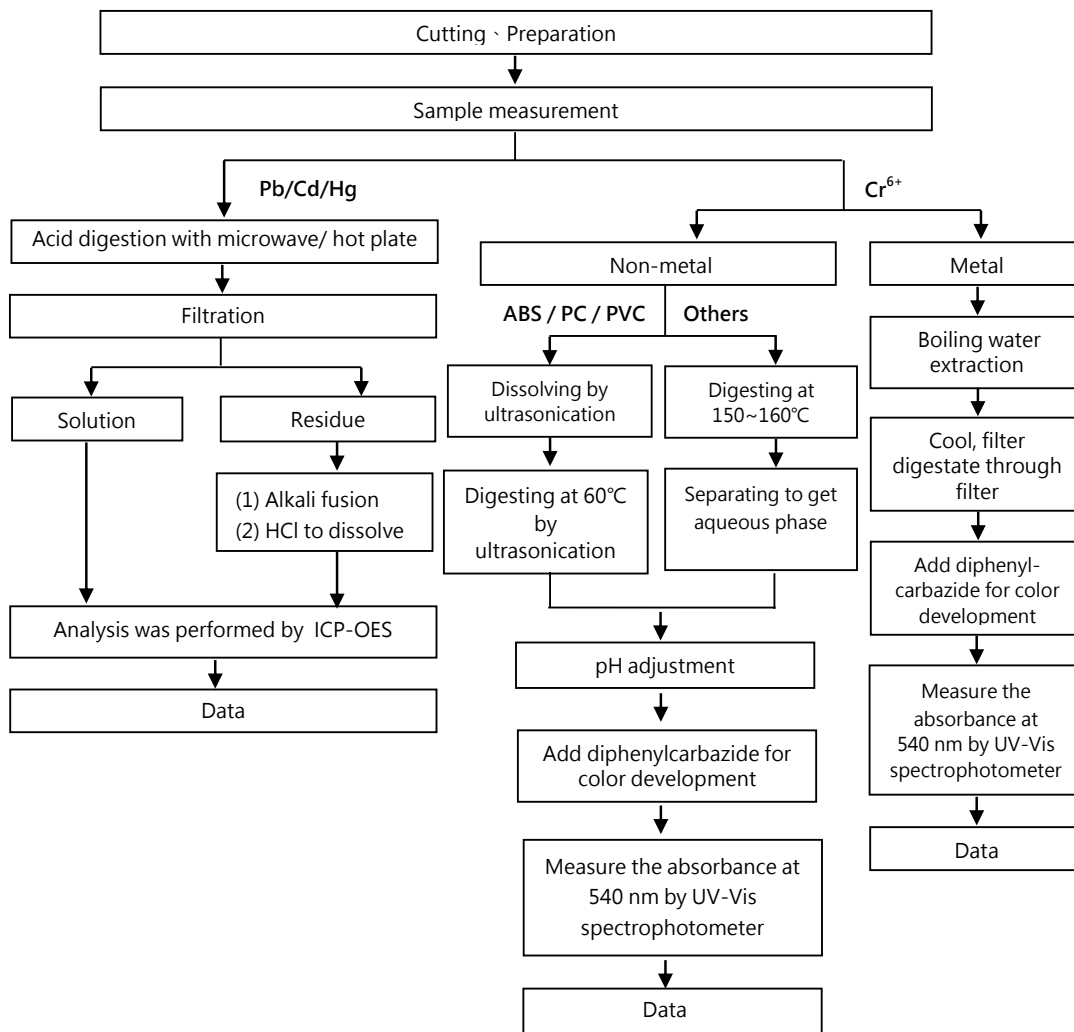 Cutting、Preparation
Sample measurement
Pb/Cd/Hg
Cr6+
Acid digestion with microwave/ hot plate
Filtration
Solution
Residue
(1) Alkali fusion
(2) HCl to dissolve
Analysis was performed by ICP-OES
Data
Non-metal
ABS / PC / PVC
Others
Dissolving by
ultrasonication
Digesting at
150~160℃
Digesting at 60℃
by
ultrasonication
Separating to get
aqueous phase
pH adjustment
Add diphenylcarbazide for
color development
Measure the absorbance at
540 nm by UV-Vis
spectrophotometer
Data
Metal
Boiling water
extraction
Cool, filter
digestate through
filter
Add diphenyl-
carbazide for color
development
Measure the
absorbance at
540 nm by UV-Vis
spectrophotometer
Data